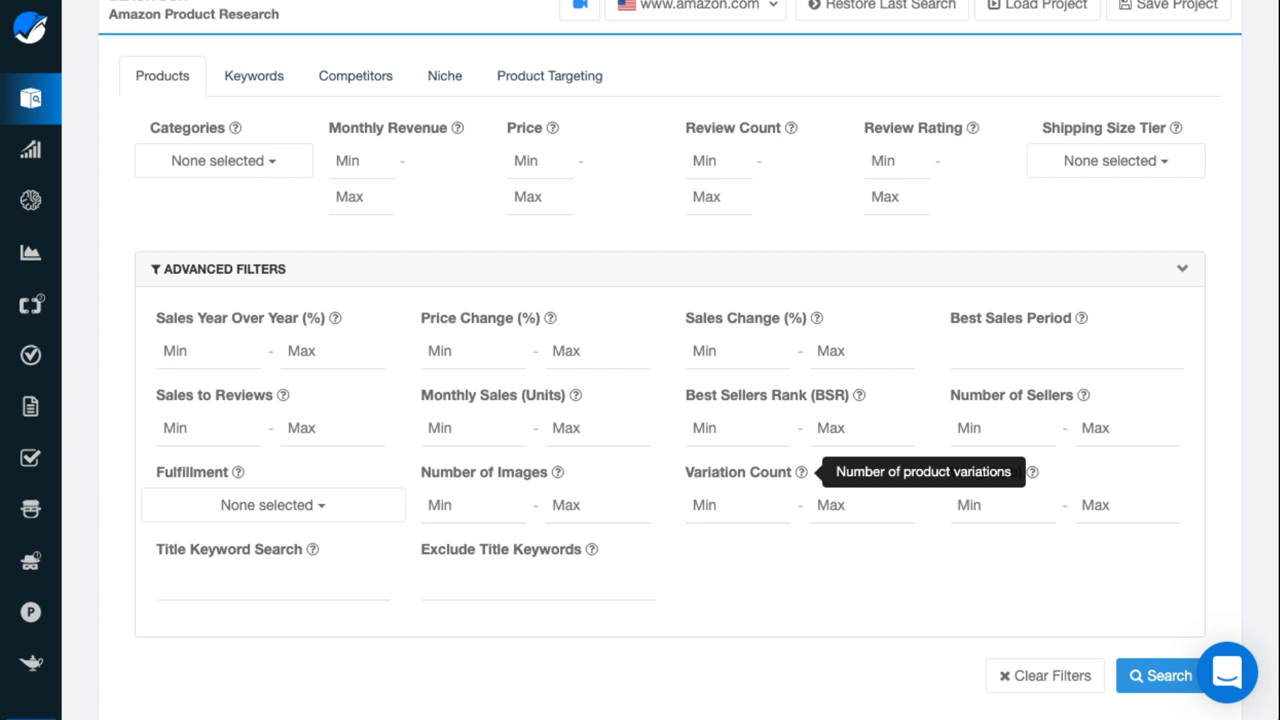 Amazon Product Research
www.amazon.com
Restore Last Search
Load Project
Save Project
Products
Keywords
Competitors
Niche
Product Targeting
Categories
Monthly Revenue
Price
Review Count
Review Rating
Shipping Size Tier
None selected
Min -
Min -
Min -
Min -
None selected
Max
Max
Max
Max
ADVANCED FILTERS
Sales Year Over Year (%)
Price Change (%)
Sales Change (%)
Best Sales Period
Min - Max
Min - Max
Min - Max
Sales to Reviews
Monthly Sales (Units)
Best Sellers Rank (BSR)
Number of Sellers
Min - Max
Min - Max
Min - Max
Min - Max
Fulfillment
Number of Images
Variation Count
Number of product variations
None selected
Min - Max
Min - Max
Min - Max
Title Keyword Search
Exclude Title Keywords
Clear Filters
Search